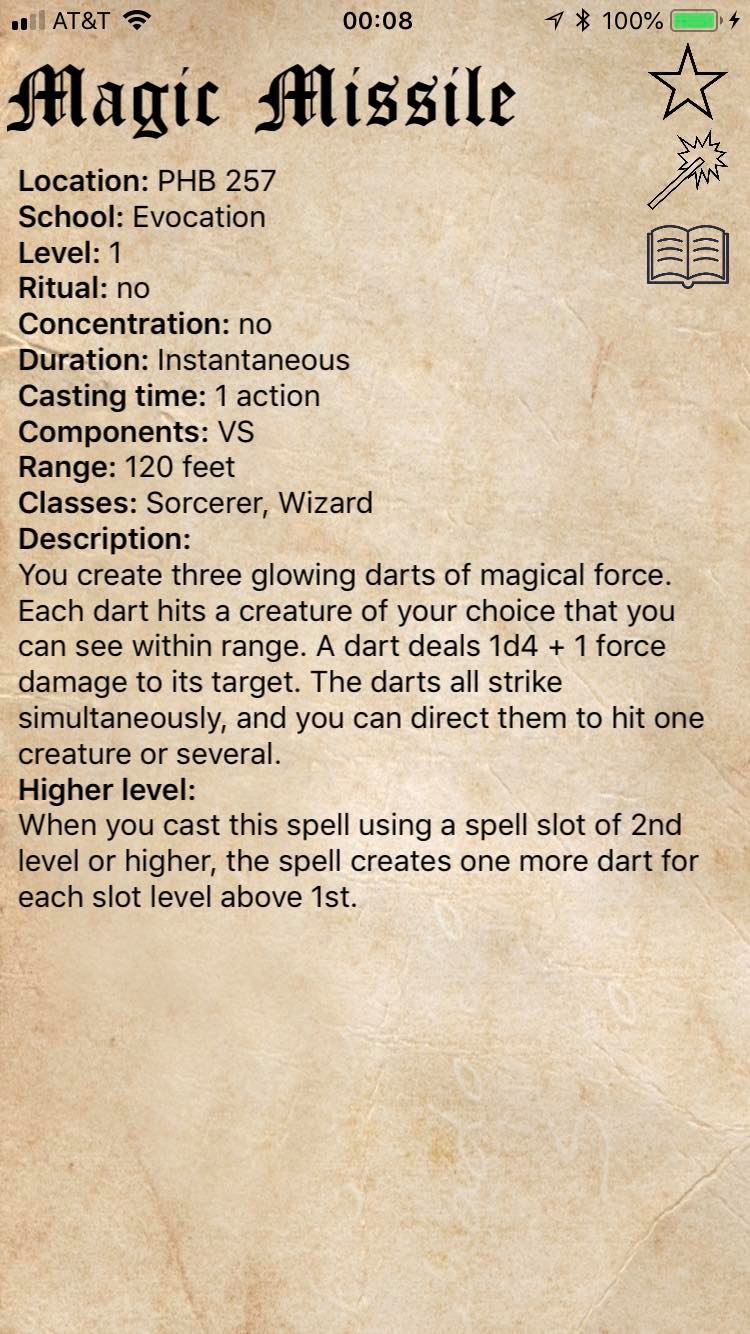 AT&T 00:08 100%
Magic Missile
Location: PHB 257
School: Evocation
Level: 1
Ritual: no
Concentration: no
Duration: Instantaneous
Casting time: 1 action
Components: VS
Range: 120 feet
Classes: Sorcerer, Wizard
Description:
You create three glowing darts of magical force.
Each dart hits a creature of your choice that you
can see within range. A dart deals 1d4 + 1 force
damage to its target. The darts all strike
simultaneously, and you can direct them to hit one
creature or several.
Higher level:
When you cast this spell using a spell slot of 2nd
level or higher, the spell creates one more dart for
each slot level above 1st.